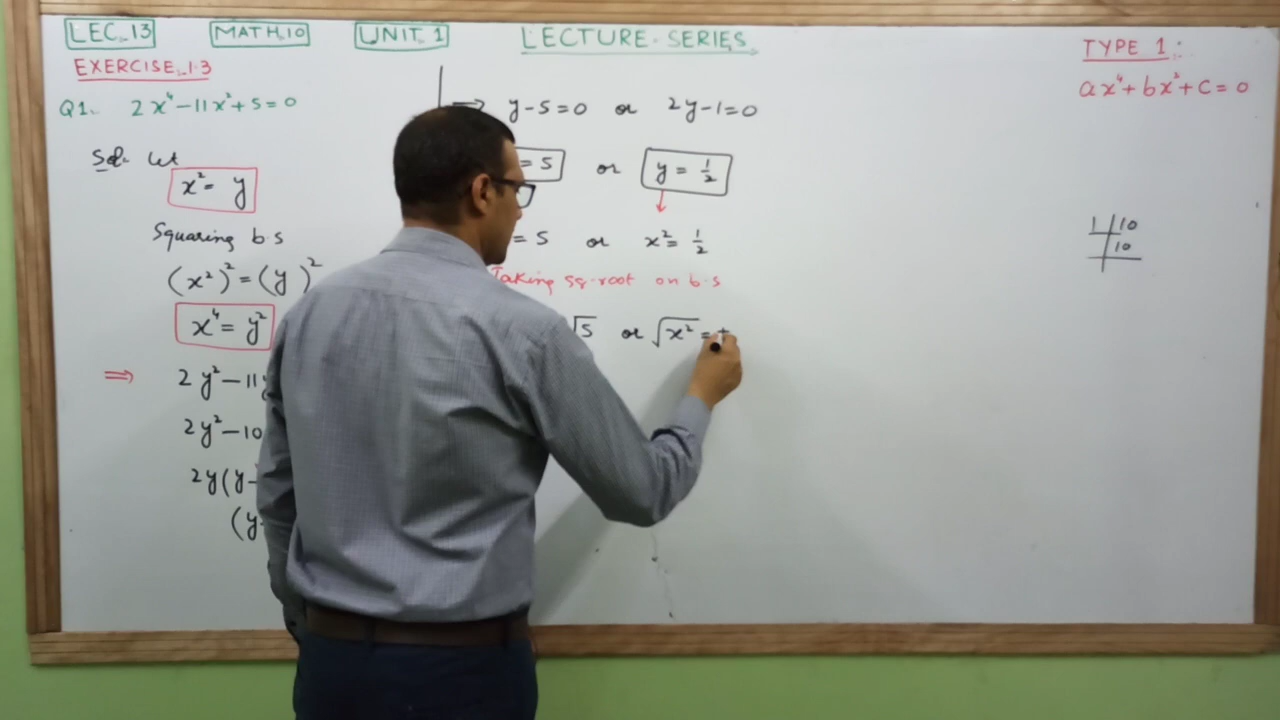 LEC. 13 MATH.10 UNIT. 1 LECTURE SERIES.
EXERCISE. 1.3
Q1. 2x⁴-11x²+5=0
Sol. Let
x² = y
Squaring b.s
(x²)² = (y)²
x⁴ = y²
⇒ 2y²-11y
2y²-10
2y(y-
(y-
⇒ y-5=0 or 2y-1=0
=5 or y = 1/2
=5 or x² = 1/2
Taking sq-root on b.s
√5 or √x² = ±
TYPE 1:
ax⁴+bx²+c=0
1 | 10
10